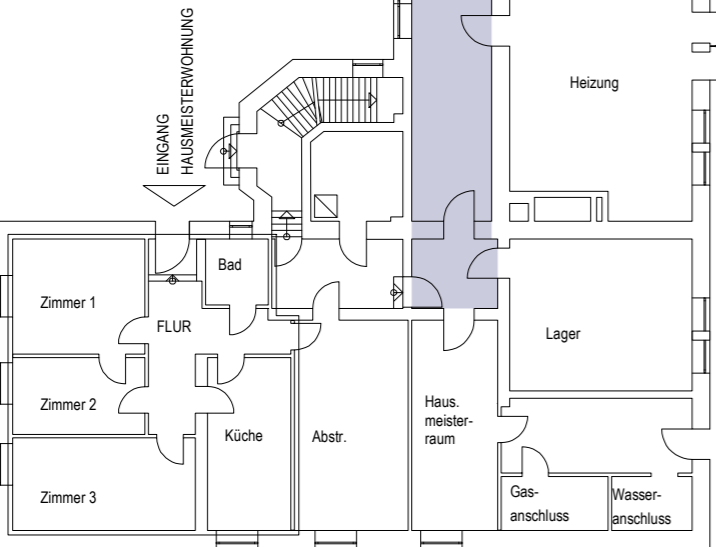 EINGANG
HAUSMEISTERWOHNUNG
Heizung
Bad
Zimmer 1
FLUR
Lager
Zimmer 2
Haus.
meister-
raum
Küche
Abstr.
Zimmer 3
Gas-
anschluss
Wasser-
anschluss